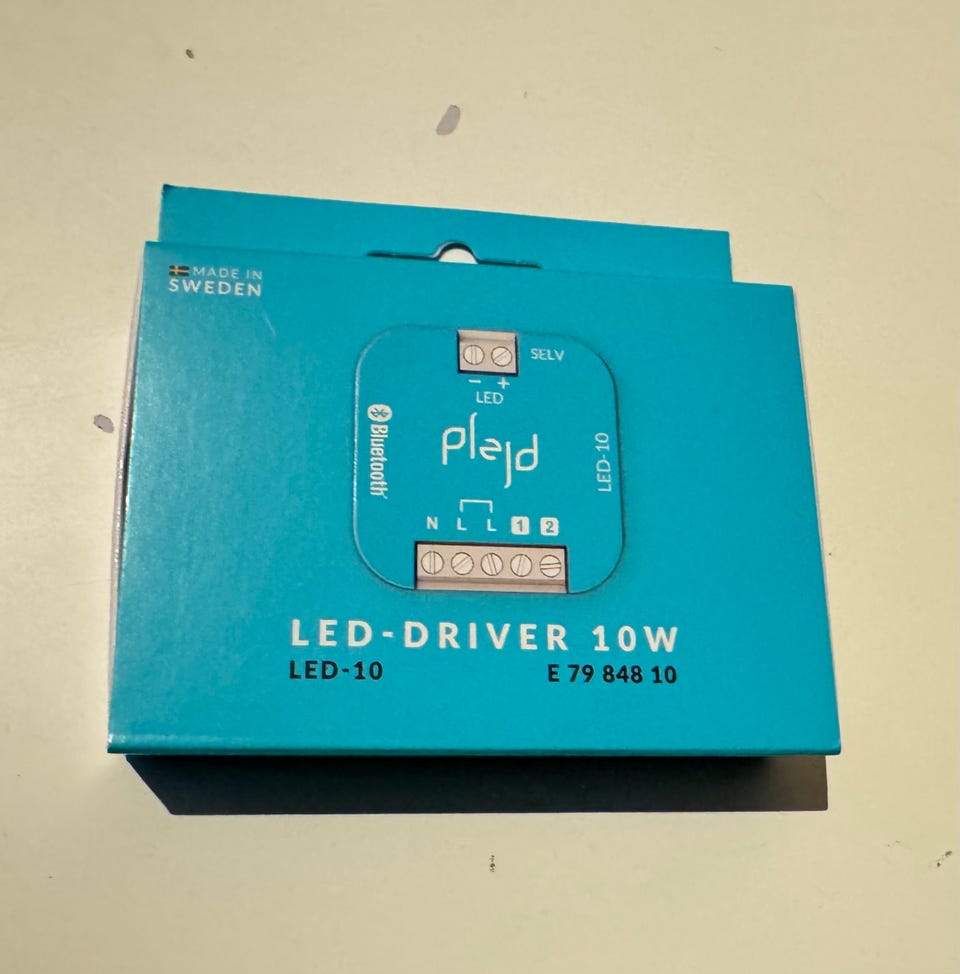 MADE IN
SWEDEN
SELV
- +
LED
Bluetooth®
plejd
LED-10
N L L 1 2
LED-DRIVER 10W
LED-10 E 79 848 10